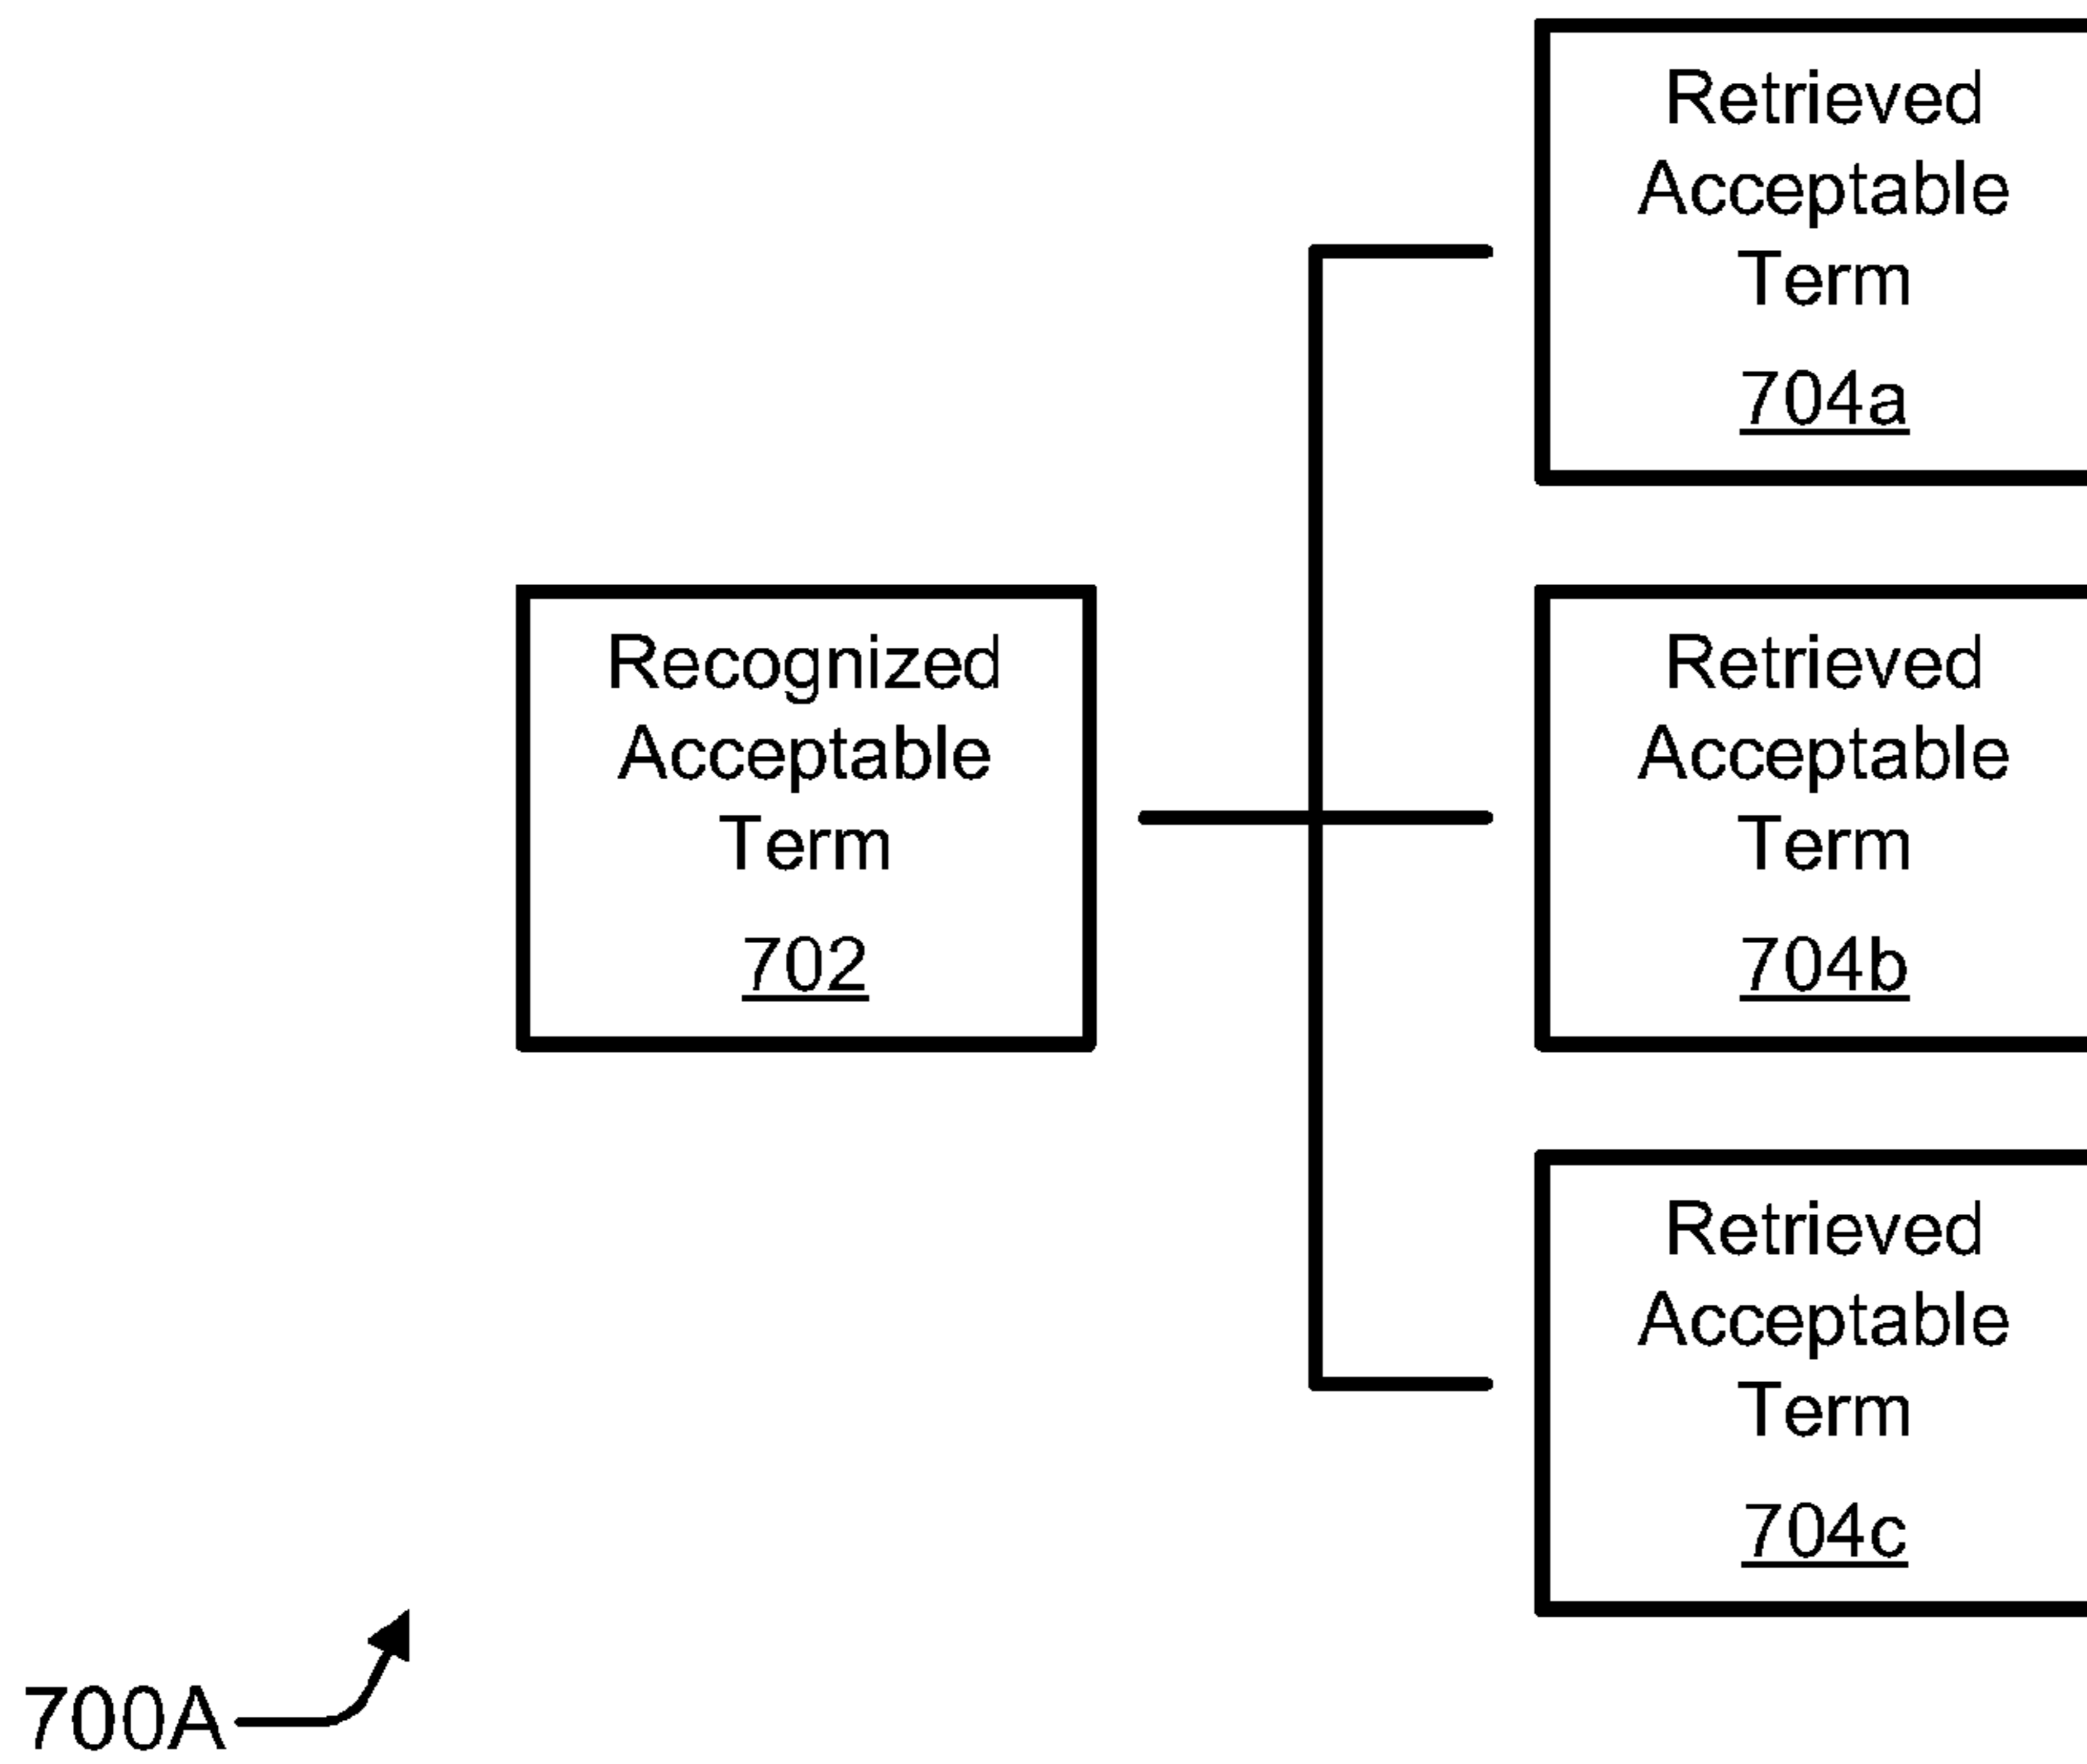 Retrieved
Acceptable
Term
704a
Recognized
Acceptable
Term
702
Retrieved
Acceptable
Term
704b
Retrieved
Acceptable
Term
704c
700A